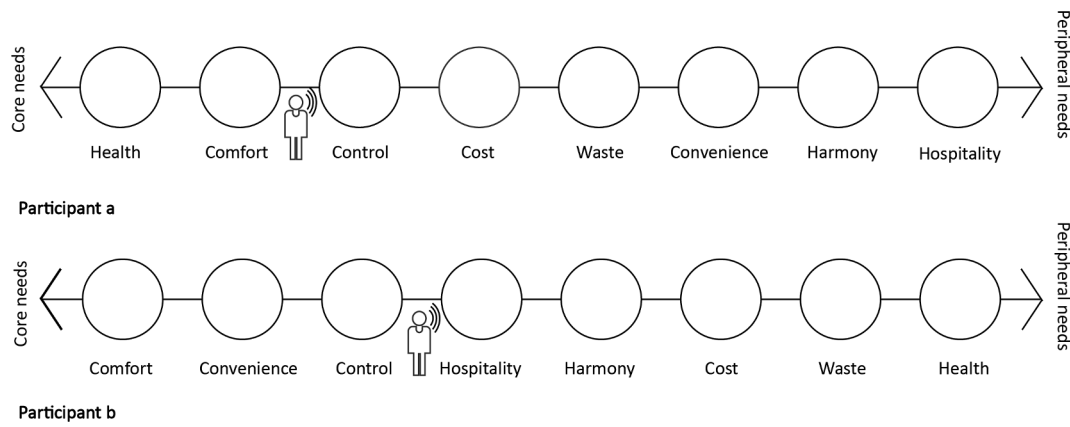 Core needs
Peripheral needs
Health Comfort Control Cost Waste Convenience Harmony Hospitality
Participant a
Core needs
Peripheral needs
Comfort Convenience Control Hospitality Harmony Cost Waste Health
Participant b